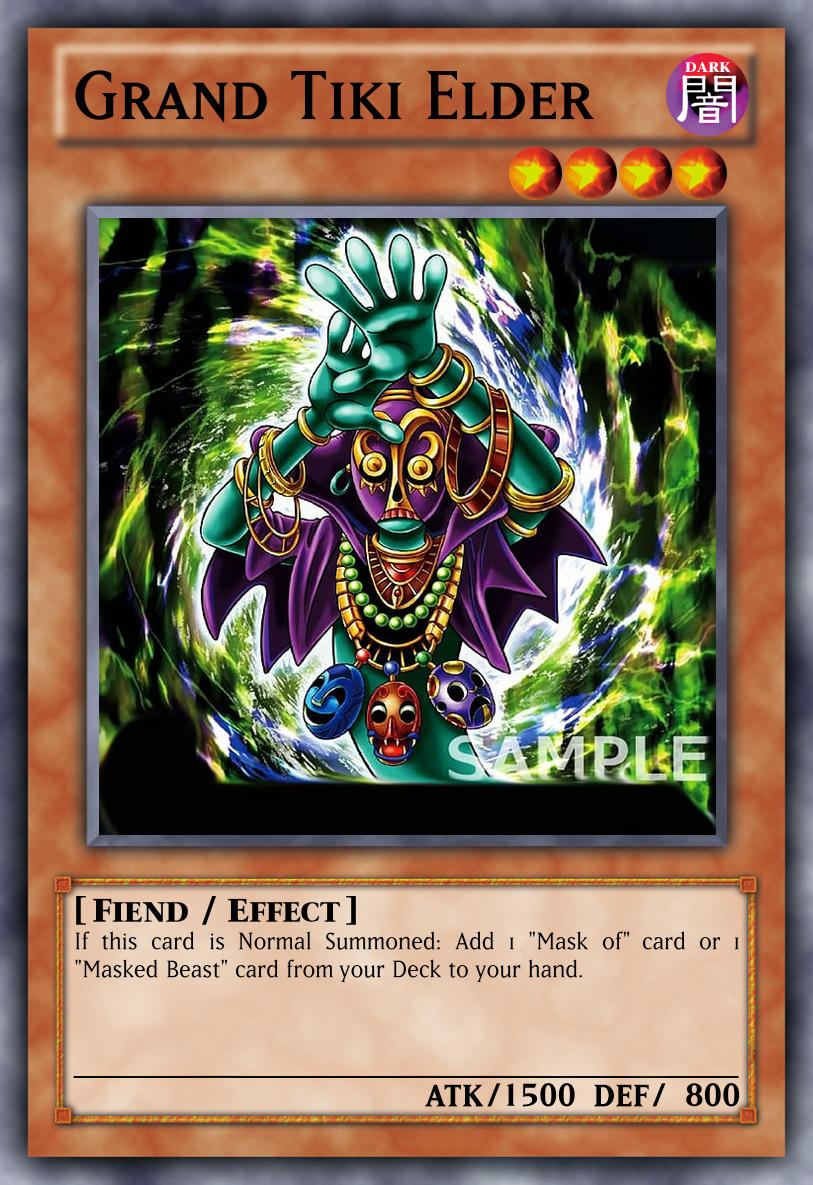 Grand Tiki Elder
DARK
闇
SAMPLE
[ Fiend / Effect ]
If this card is Normal Summoned: Add 1 "Mask of" card or 1
"Masked Beast" card from your Deck to your hand.
ATK/1500 DEF/ 800